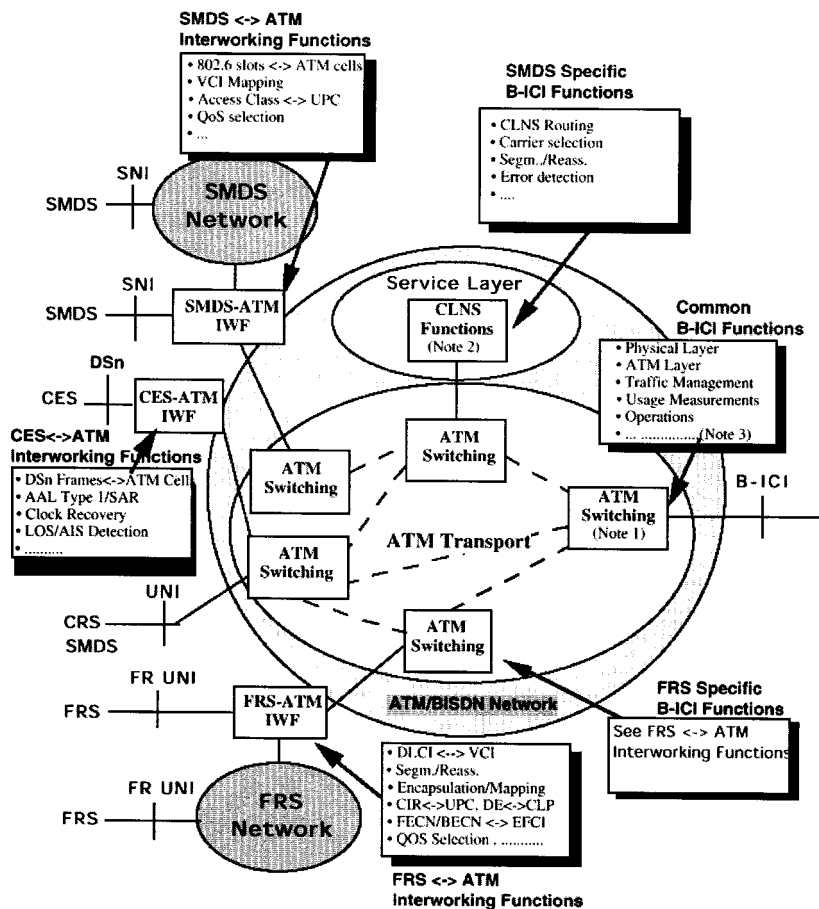 SMDS <-> ATM
Interworking Functions
• 802.6 slots <-> ATM cells
• VCI Mapping
• Access Class <-> UPC
• QoS selection
• ...
SMDS Specific
B-ICI Functions
• CLNS Routing
• Carrier selection
• Segm../Reass.
• Error detection
• ....
SNI
SMDS
SMDS
Network
SNI
SMDS
SMDS-ATM
IWF
Service Layer
CLNS
Functions
(Note 2)
Common
B-ICI Functions
• Physical Layer
• ATM Layer
• Traffic Management
• Usage Measurements
• Operations
• ... ...............(Note 3)
DSn
CES
CES-ATM
IWF
CES<->ATM
Interworking Functions
• DSn Frames<->ATM Cell
• AAL Type 1/SAR
• Clock Recovery
• LOS/AIS Detection
• ..........
ATM
Switching
ATM
Switching
ATM
Switching
(Note 1)
B-ICI
ATM Transport
ATM
Switching
UNI
CRS
SMDS
ATM
Switching
FR UNI
FRS
FRS-ATM
IWF
ATM/BISDN Network
FRS Specific
B-ICI Functions
See FRS <-> ATM
Interworking Functions
• DLCI <--> VCI
• Segm./Reass.
• Encapsulation/Mapping
• CIR<->UPC, DE<->CLP
• FECN/BECN <-> EFCI
• QOS Selection , ...........
FR UNI
FRS
FRS
Network
FRS <-> ATM
Interworking Functions